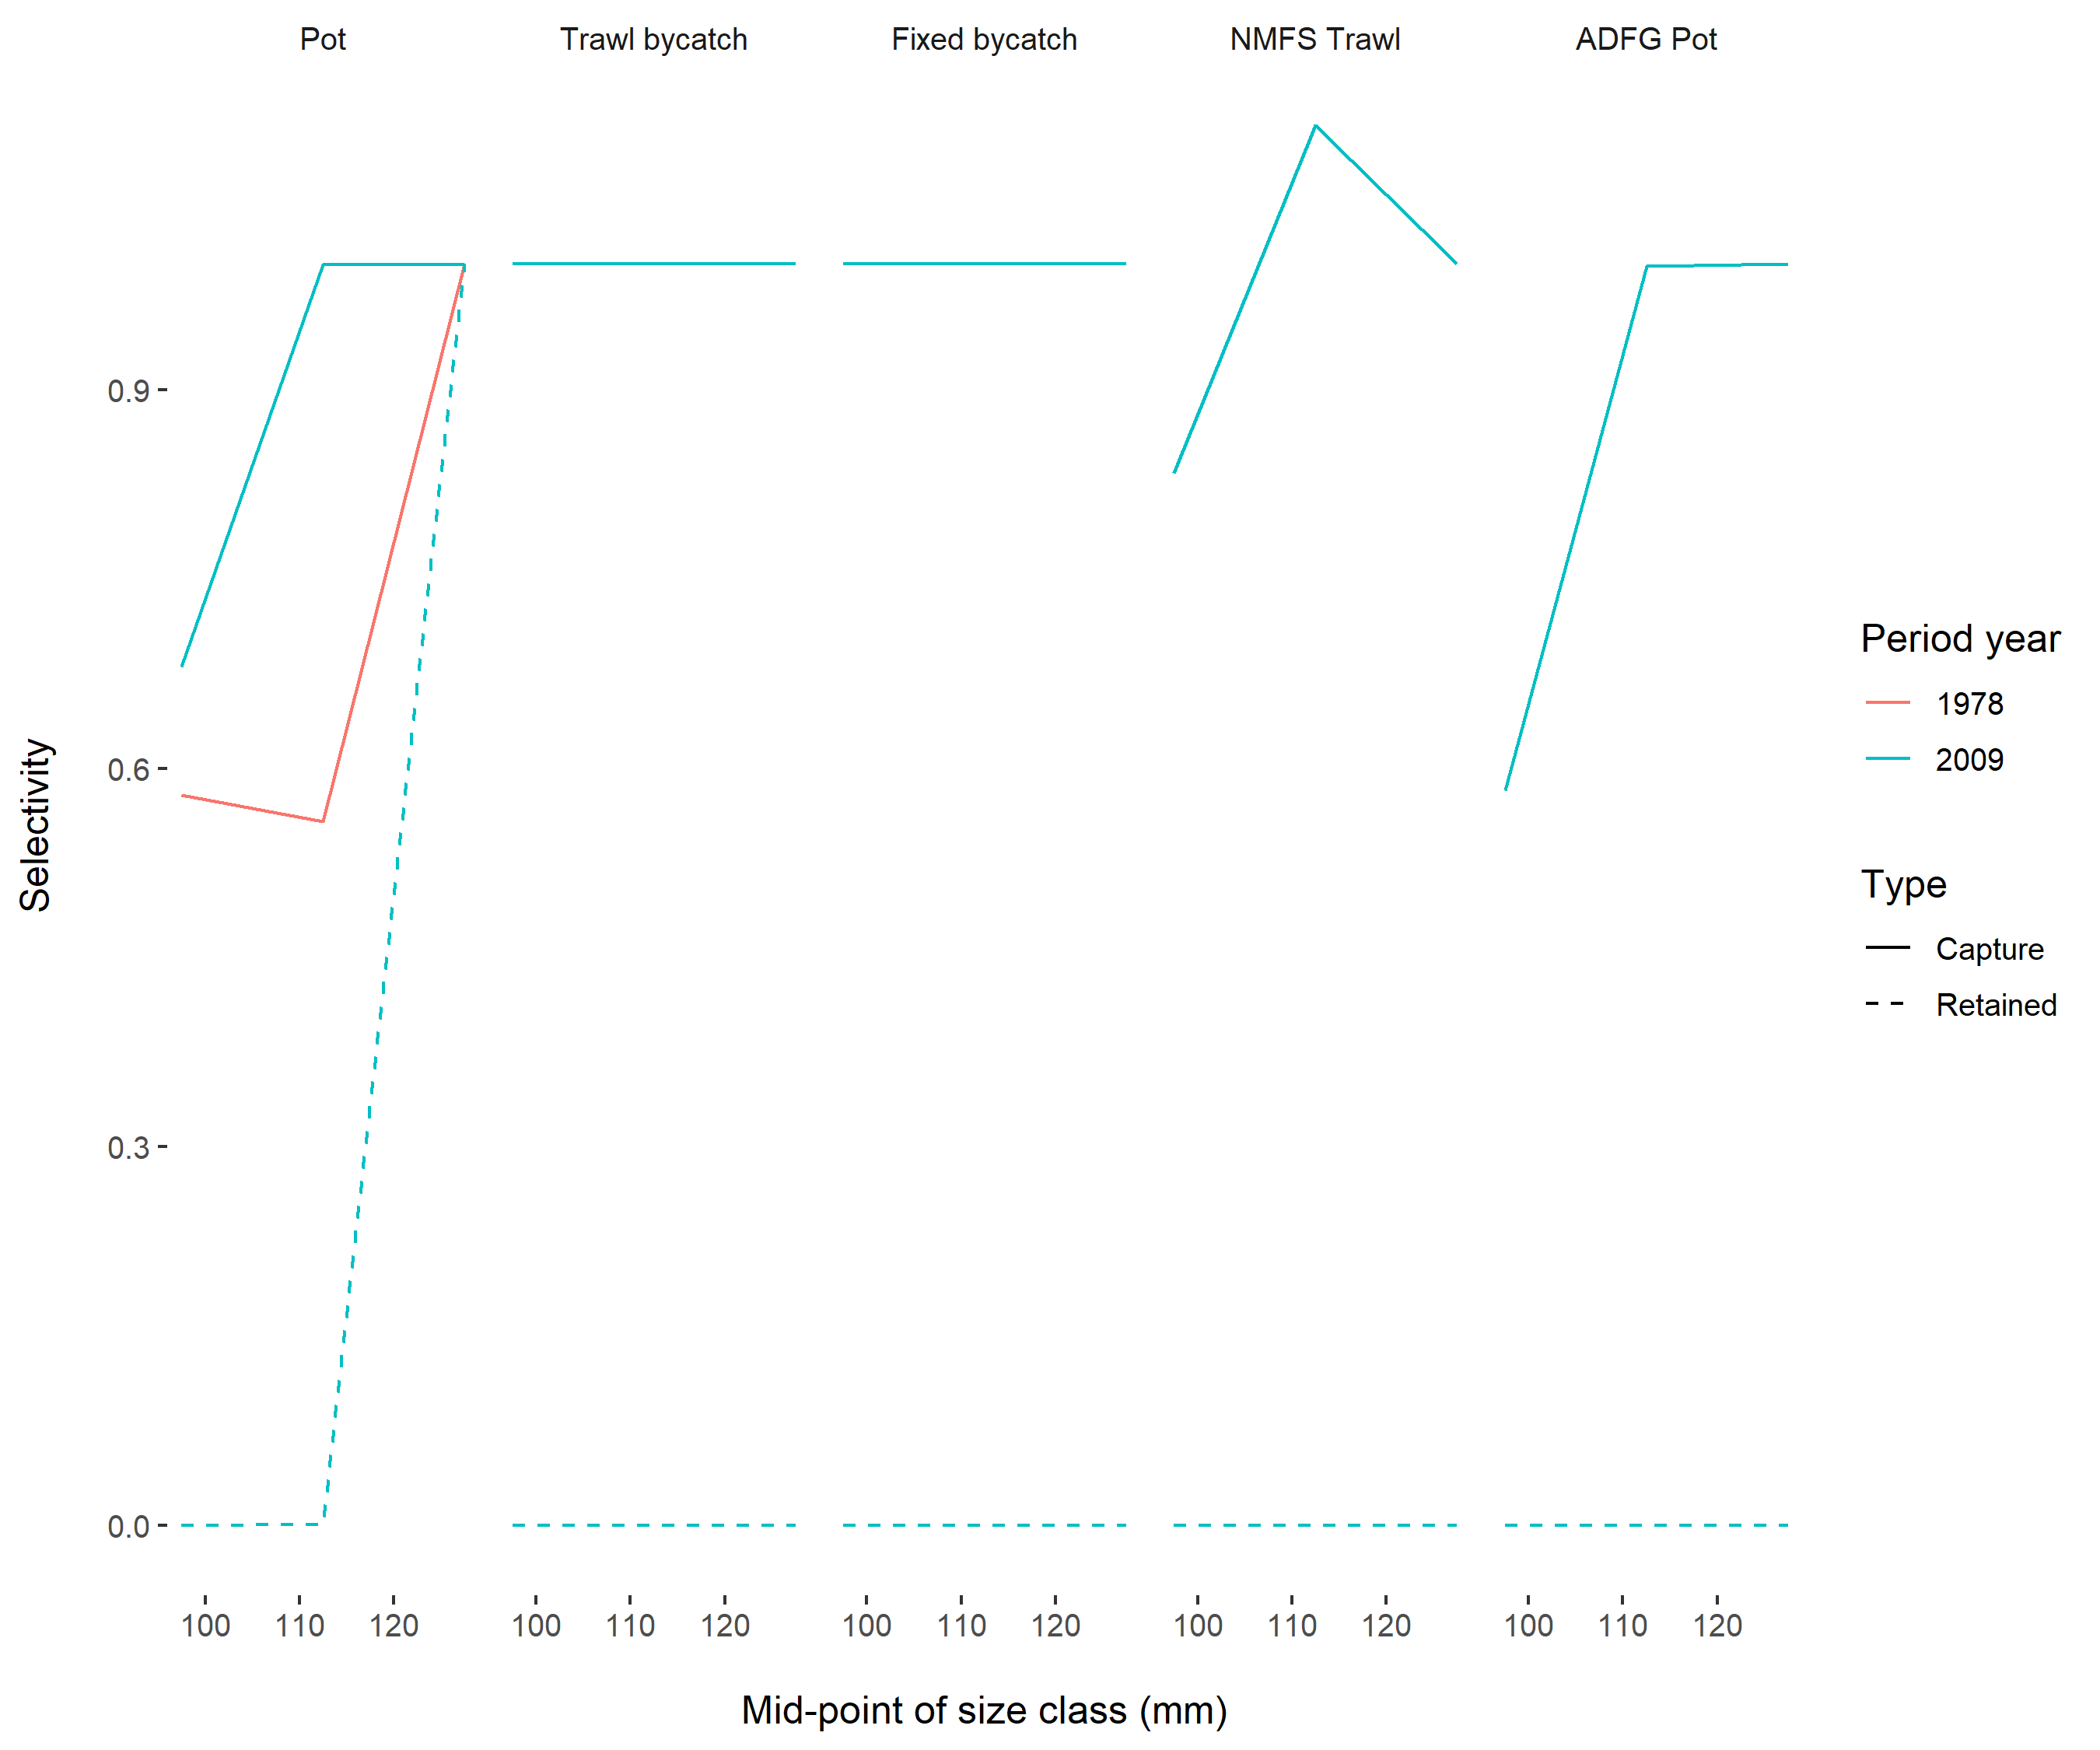 Pot Trawl bycatch Fixed bycatch NMFS Trawl ADFG Pot
0.9
0.6
0.3
0.0
Selectivity
100 110 120 100 110 120 100 110 120 100 110 120 100 110 120
Mid-point of size class (mm)
Period year
1978
2009
Type
Capture
Retained